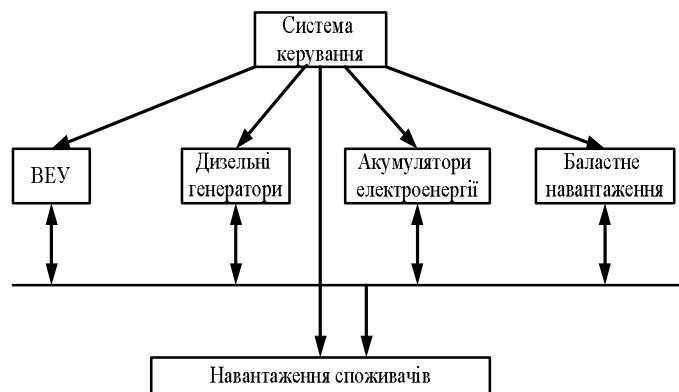 Система
керування
ВЕУ
Дизельні
генератори
Акумулятори
електроенергії
Баластне
навантаження
Навантаження споживачів